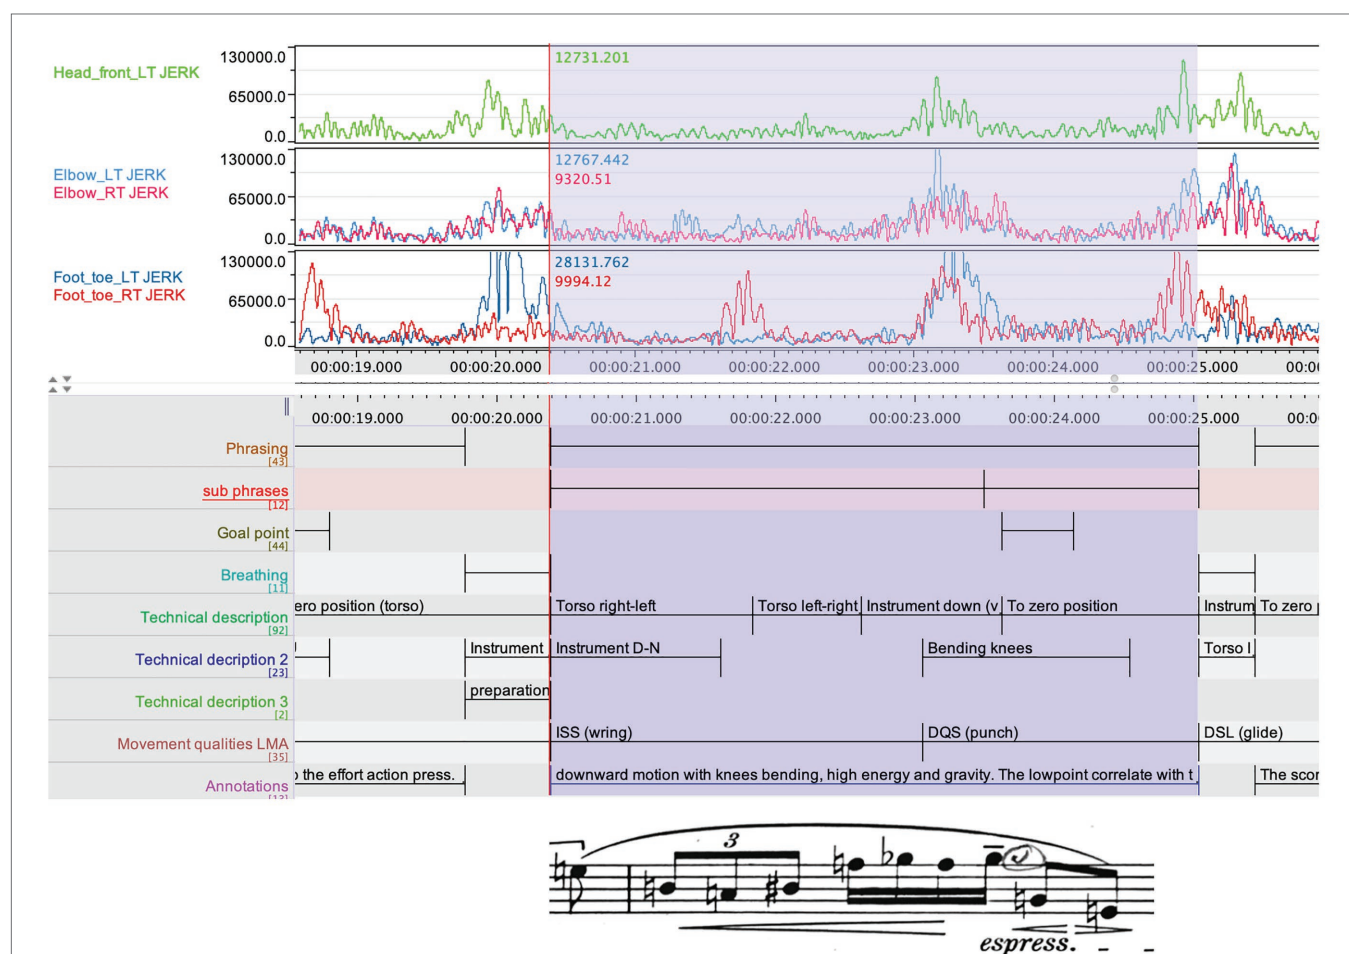 130000.0
12731.201
Head_front_LT JERK
65000.0
0.0
130000.0
12767.442
Elbow_LT JERK
9320.51
Elbow_RT JERK
65000.0
0.0
130000.0
28131.762
Foot_toe_LT JERK
9994.12
Foot_toe_RT JERK
65000.0
0.0
00:00:19.000 00:00:20.000 00:00:21.000 00:00:22.000 00:00:23.000 00:00:24.000 00:00:25.000 00:0
00:00:19.000 00:00:20.000 00:00:21.000 00:00:22.000 00:00:23.000 00:00:24.000 00:00:25.000 00:0
Phrasing
[43]
sub phrases
[12]
Goal point
[44]
Breathing
[11]
ero position (torso) Torso right-left Torso left-right Instrument down (v To zero position Instrum To zero
Technical description
[92]
Instrument Instrument D-N Bending knees Torso l
Technical decription 2
[23]
preparation
Technical decription 3
[2]
ISS (wring) DQS (punch) DSL (glide)
Movement qualities LMA
[35]
the effort action press. downward motion with knees bending, high energy and gravity. The lowpoint correlate with t The scor
Annotations
3
espress.